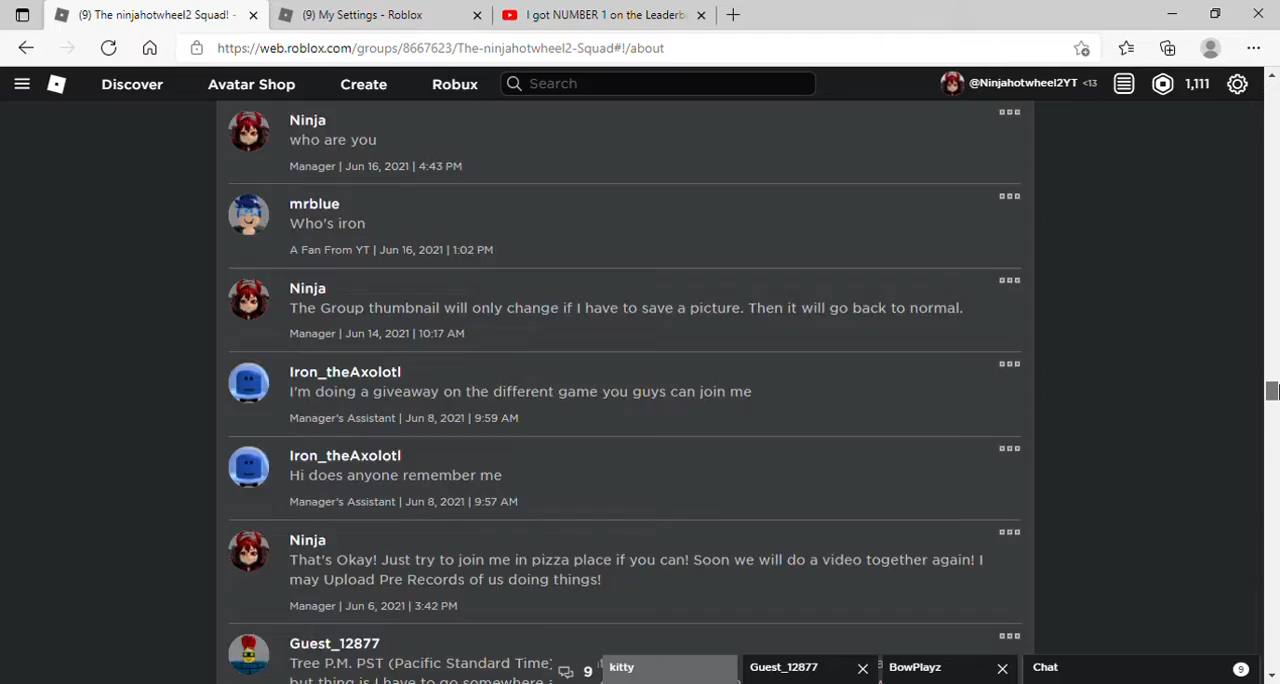 (9) The ninjahotwheel2 Squad! -
(9) My Settings - Roblox
I got NUMBER 1 on the Leaderb
https://web.roblox.com/groups/8667623/The-ninjahotwheel2-Squad#!/about
Discover
Avatar Shop
Create
Robux
Search
@Ninjahotwheel2YT <13
1,111
Ninja
who are you
Manager | Jun 16, 2021 | 4:43 PM
mrblue
Who's iron
A Fan From YT | Jun 16, 2021 | 1:02 PM
Ninja
The Group thumbnail will only change if I have to save a picture. Then it will go back to normal.
Manager | Jun 14, 2021 | 10:17 AM
Iron_theAxolotl
I'm doing a giveaway on the different game you guys can join me
Manager's Assistant | Jun 8, 2021 | 9:59 AM
Iron_theAxolotl
Hi does anyone remember me
Manager's Assistant | Jun 8, 2021 | 9:57 AM
Ninja
That's Okay! Just try to join me in pizza place if you can! Soon we will do a video together again! I
may Upload Pre Records of us doing things!
Manager | Jun 6, 2021 | 3:42 PM
Guest_12877
Tree P.M. PST (Pacific Standard Time)
but thing is I have to go somewhere
9
kitty
Guest_12877
BowPlayz
Chat
9